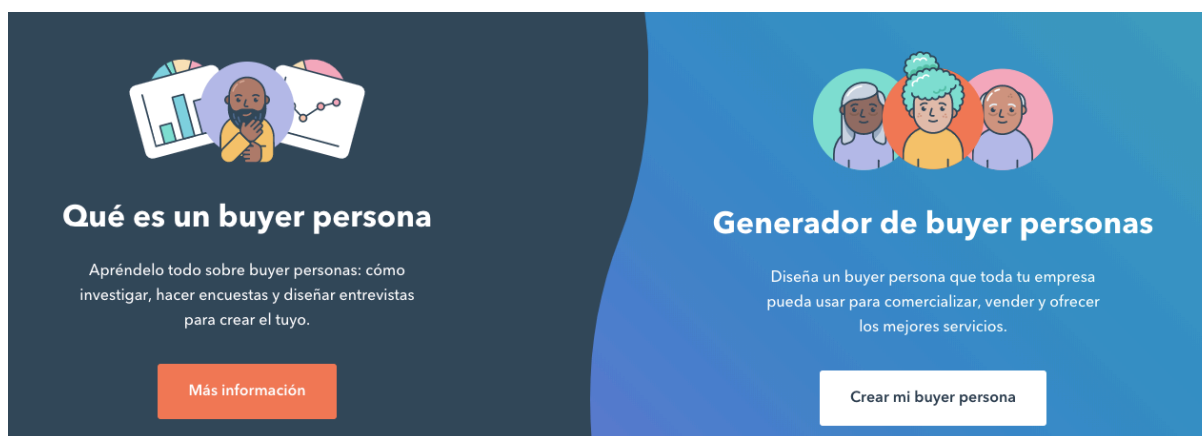 Qué es un buyer persona
Apréndelo todo sobre buyer personas: cómo
investigar, hacer encuestas y diseñar entrevistas
para crear el tuyo.
Más información
Generador de buyer personas
Diseña un buyer persona que toda tu empresa
pueda usar para comercializar, vender y ofrecer
los mejores servicios.
Crear mi buyer persona